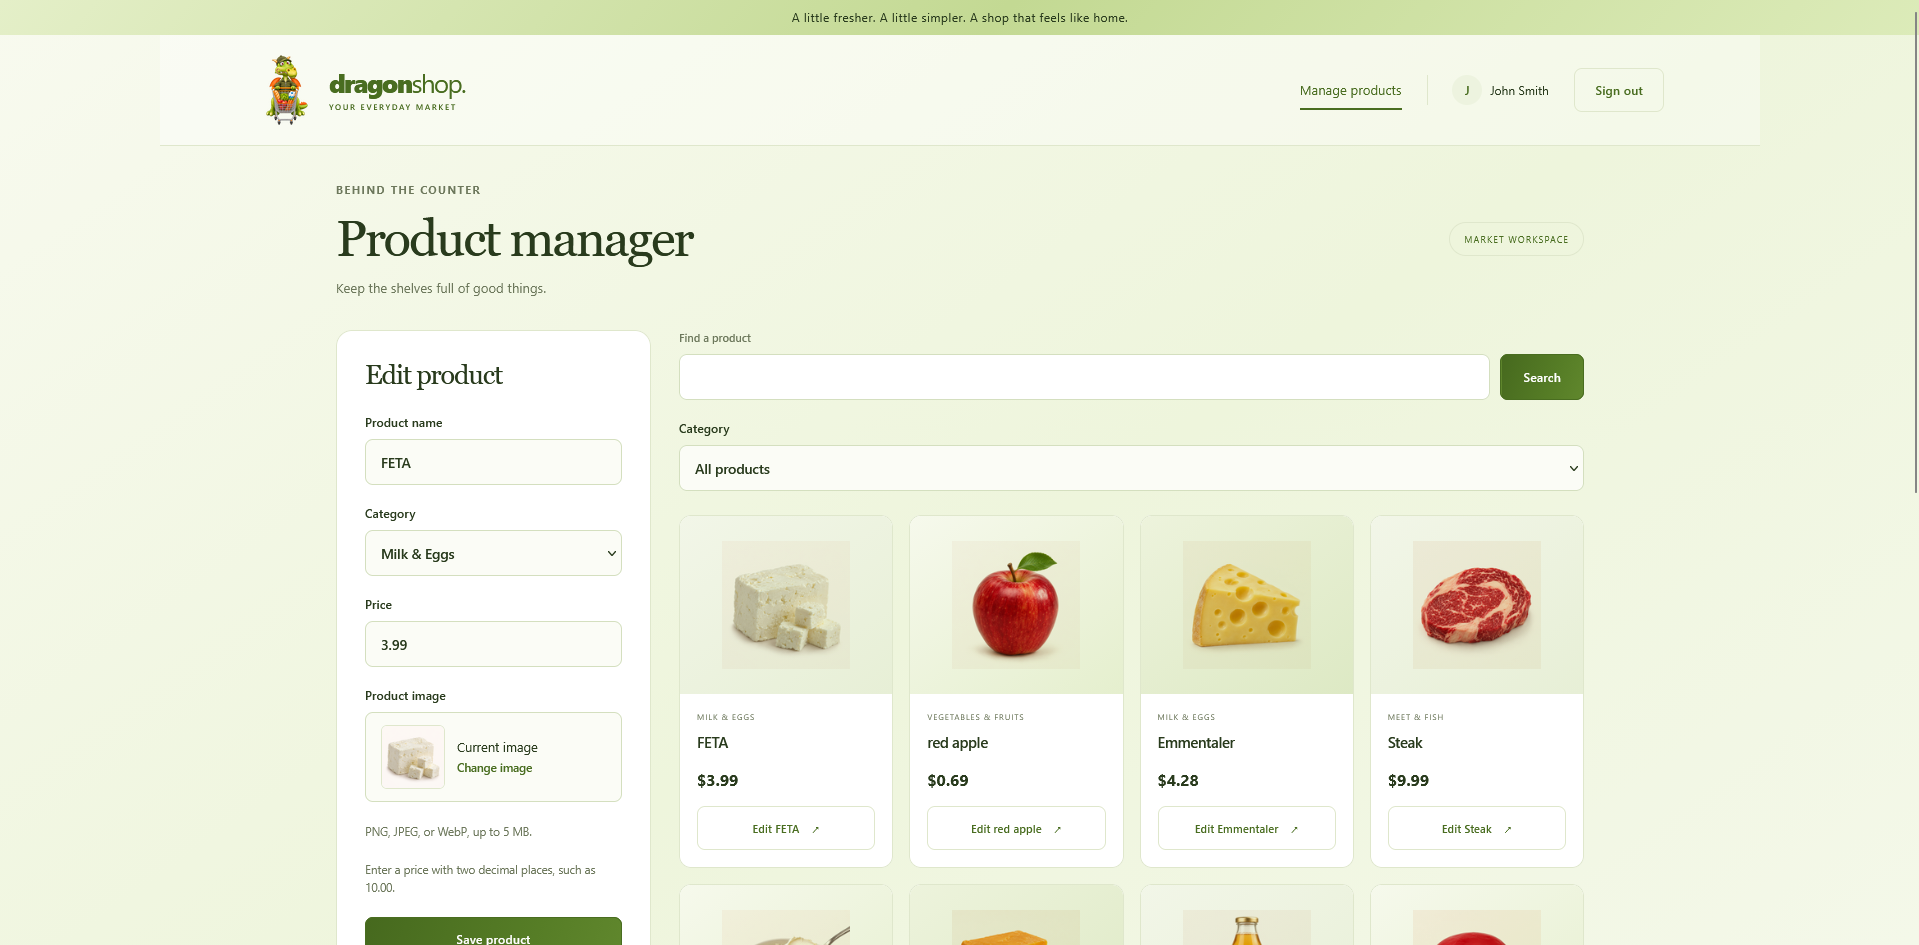 A little fresher. A little simpler. A shop that feels like home.
dragonshop.
YOUR EVERYDAY MARKET
Manage products
J
John Smith
Sign out
BEHIND THE COUNTER
Product manager
MARKET WORKSPACE
Keep the shelves full of good things.
Edit product
Product name
FETA
Category
Milk & Eggs
Price
3.99
Product image
Current image
Change image
PNG, JPEG, or WebP, up to 5 MB.
Enter a price with two decimal places, such as
10.00.
Save product
Find a product
Search
Category
All products
MILK & EGGS
FETA
$3.99
Edit FETA ↗
VEGETABLES & FRUITS
red apple
$0.69
Edit red apple ↗
MILK & EGGS
Emmentaler
$4.28
Edit Emmentaler ↗
MEET & FISH
Steak
$9.99
Edit Steak ↗